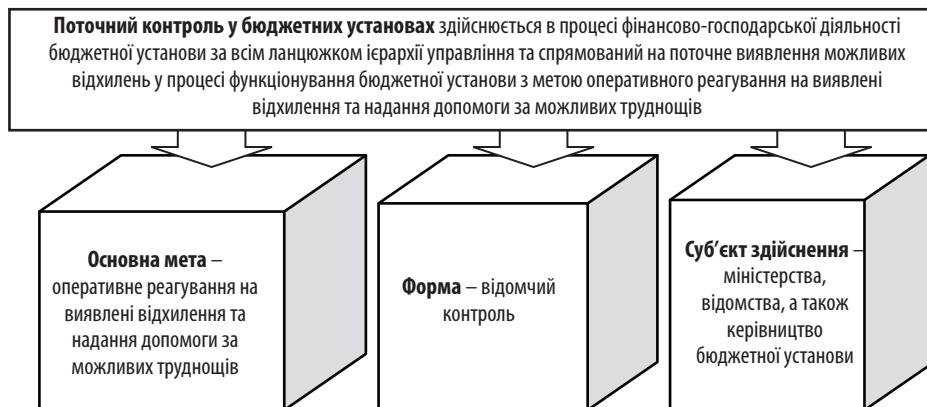 Поточний контроль у бюджетних установах здійснюється в процесі фінансово-господарської діяльності
бюджетної установи за всім ланцюжком ієрархії управління та спрямований на поточне виявлення можливих
відхилень у процесі функціонування бюджетної установи з метою оперативного реагування на виявлені
відхилення та надання допомоги за можливих труднощів
Основна мета –
оперативне реагування на
виявлені відхилення та
надання допомоги за
можливих труднощів
Форма – відомчий
контроль
Суб’єкт здійснення –
міністерства,
відомства, а також
керівництво
бюджетної установи